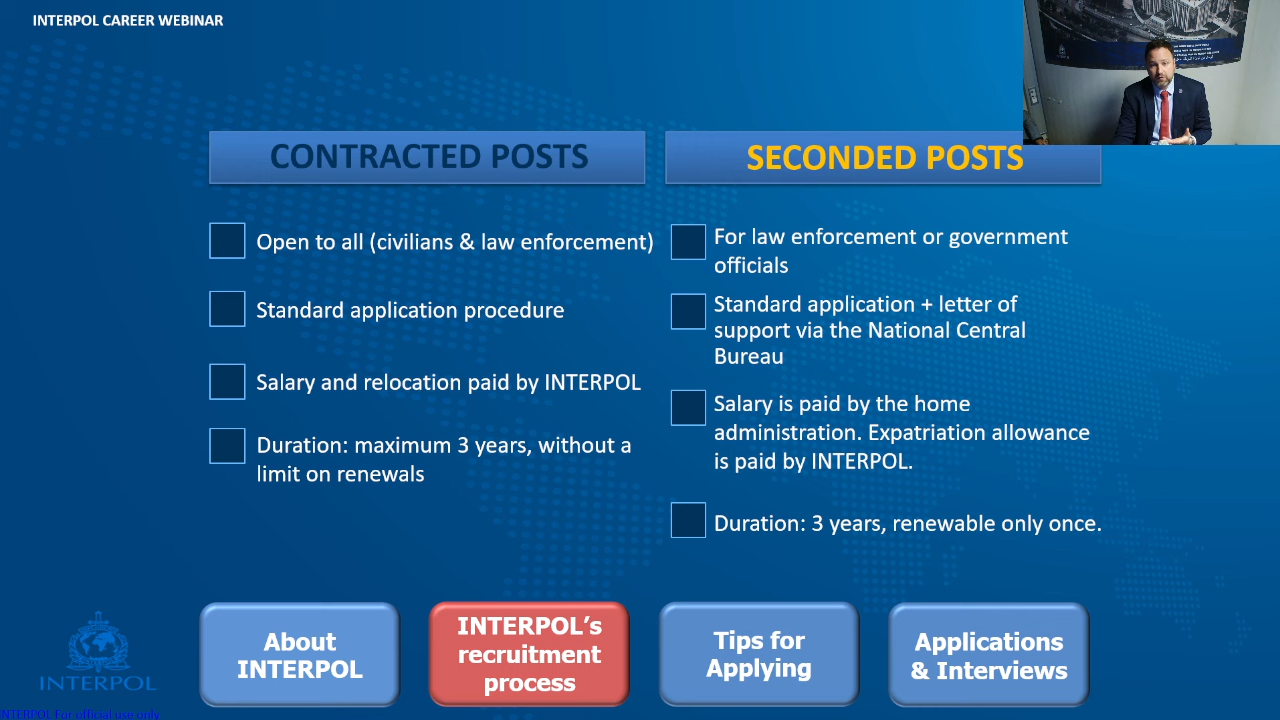 INTERPOL CAREER WEBINAR
CONTRACTED POSTS
Open to all (civilians & law enforcement)
Standard application procedure
Salary and relocation paid by INTERPOL
Duration: maximum 3 years, without a
limit on renewals
SECONDED POSTS
For law enforcement or government
officials
Standard application + letter of
support via the National Central
Bureau
Salary is paid by the home
administration. Expatriation allowance
is paid by INTERPOL.
Duration: 3 years, renewable only once.
About
INTERPOL
INTERPOL's
recruitment
process
Tips for
Applying
Applications
& Interviews
INTERPOL
INTERPOL For official use only